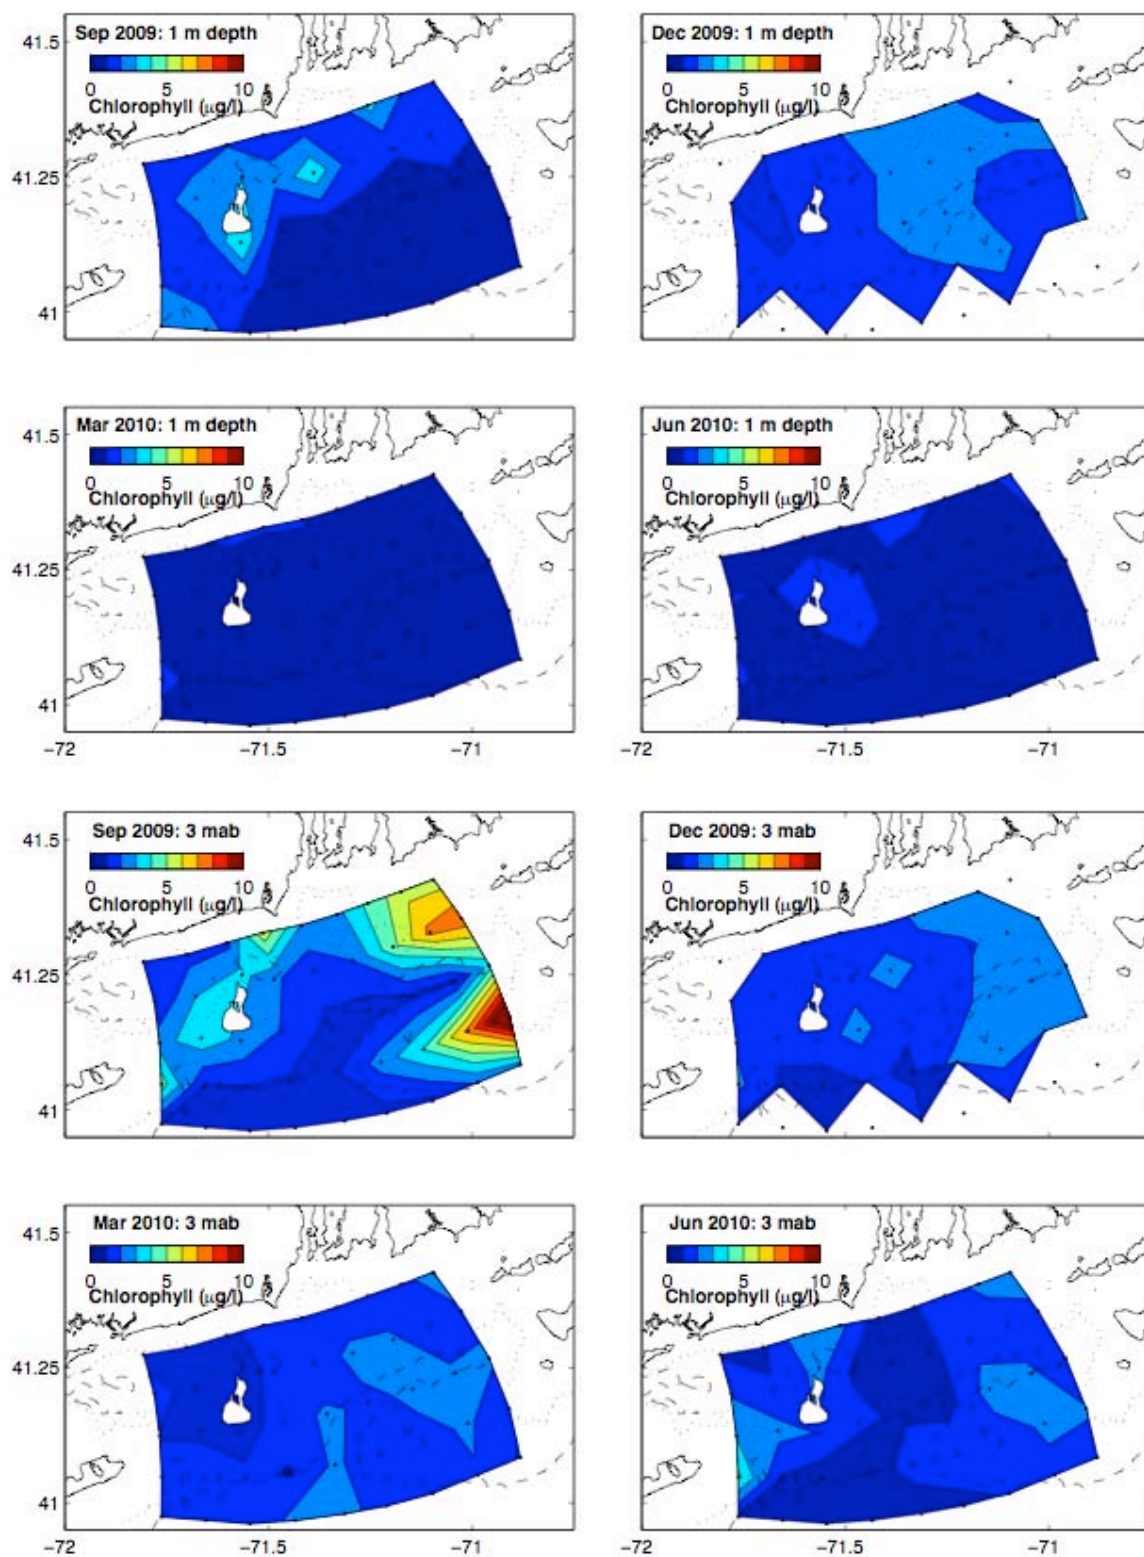 Sep 2009: 1 m depth
0 5 10
Chlorophyll (μg/l)
41.5
41.25
41
Dec 2009: 1 m depth
0 5 10
Chlorophyll (μg/l)
Mar 2010: 1 m depth
0 5 10
Chlorophyll (μg/l)
41.5
41.25
41
−72 −71.5 −71
Jun 2010: 1 m depth
0 5 10
Chlorophyll (μg/l)
−72 −71.5 −71
Sep 2009: 3 mab
0 5 10
Chlorophyll (μg/l)
41.5
41.25
41
Dec 2009: 3 mab
0 5 10
Chlorophyll (μg/l)
Mar 2010: 3 mab
0 5 10
Chlorophyll (μg/l)
41.5
41.25
41
−72 −71.5 −71
Jun 2010: 3 mab
0 5 10
Chlorophyll (μg/l)
−72 −71.5 −71